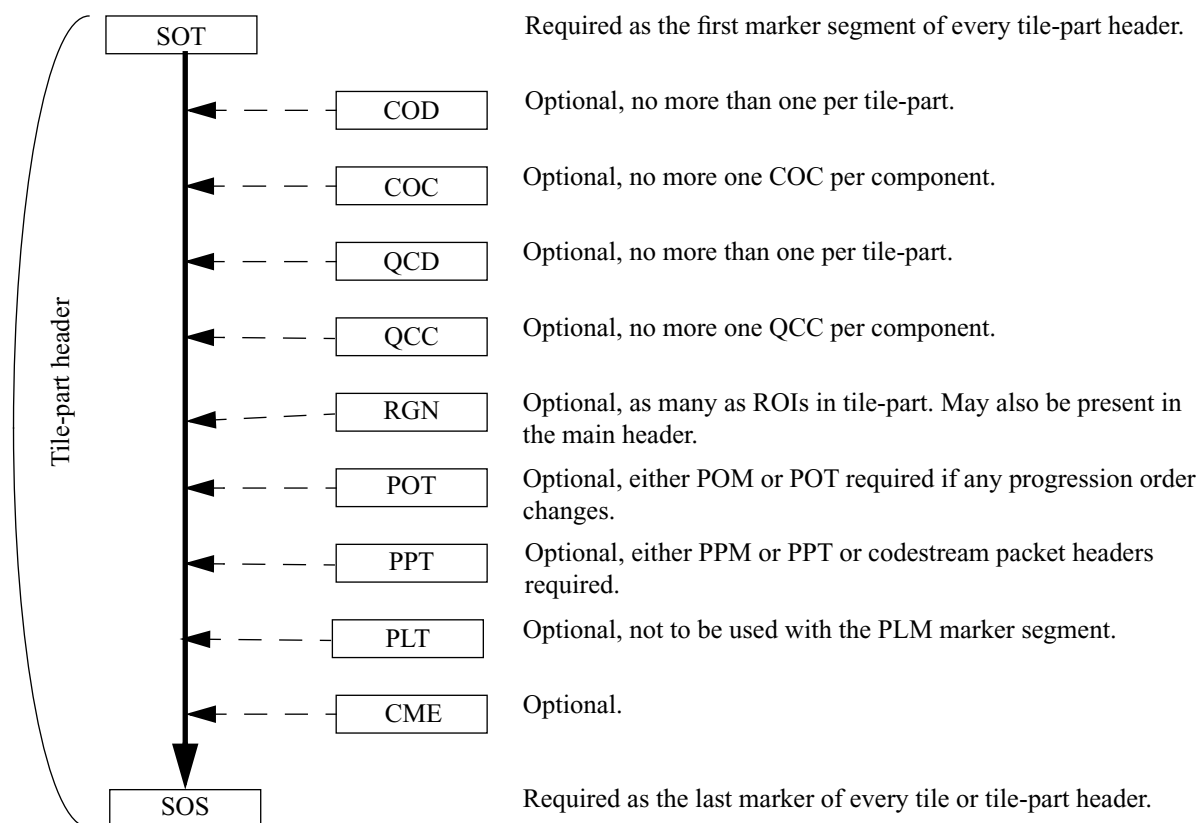 SOT
Required as the first marker segment of every tile-part header.
COD
Optional, no more than one per tile-part.
COC
Optional, no more one COC per component.
QCD
Optional, no more than one per tile-part.
QCC
Optional, no more one QCC per component.
Tile-part header
RGN
Optional, as many as ROIs in tile-part. May also be present in
the main header.
POT
Optional, either POM or POT required if any progression order
changes.
PPT
Optional, either PPM or PPT or codestream packet headers
required.
PLT
Optional, not to be used with the PLM marker segment.
CME
Optional.
SOS
Required as the last marker of every tile or tile-part header.